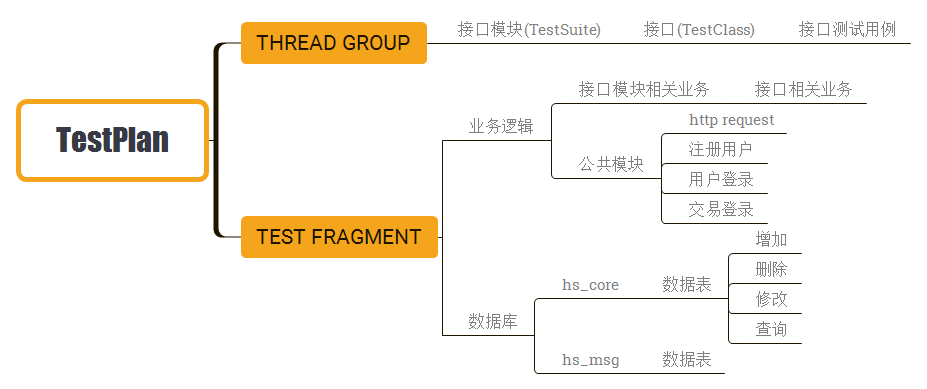 TestPlan
THREAD GROUP
接口模块(TestSuite)
接口(TestClass)
接口测试用例
TEST FRAGMENT
业务逻辑
接口模块相关业务
接口相关业务
公共模块
http request
注册用户
用户登录
交易登录
数据库
hs_core
数据表
增加
删除
修改
查询
hs_msg
数据表